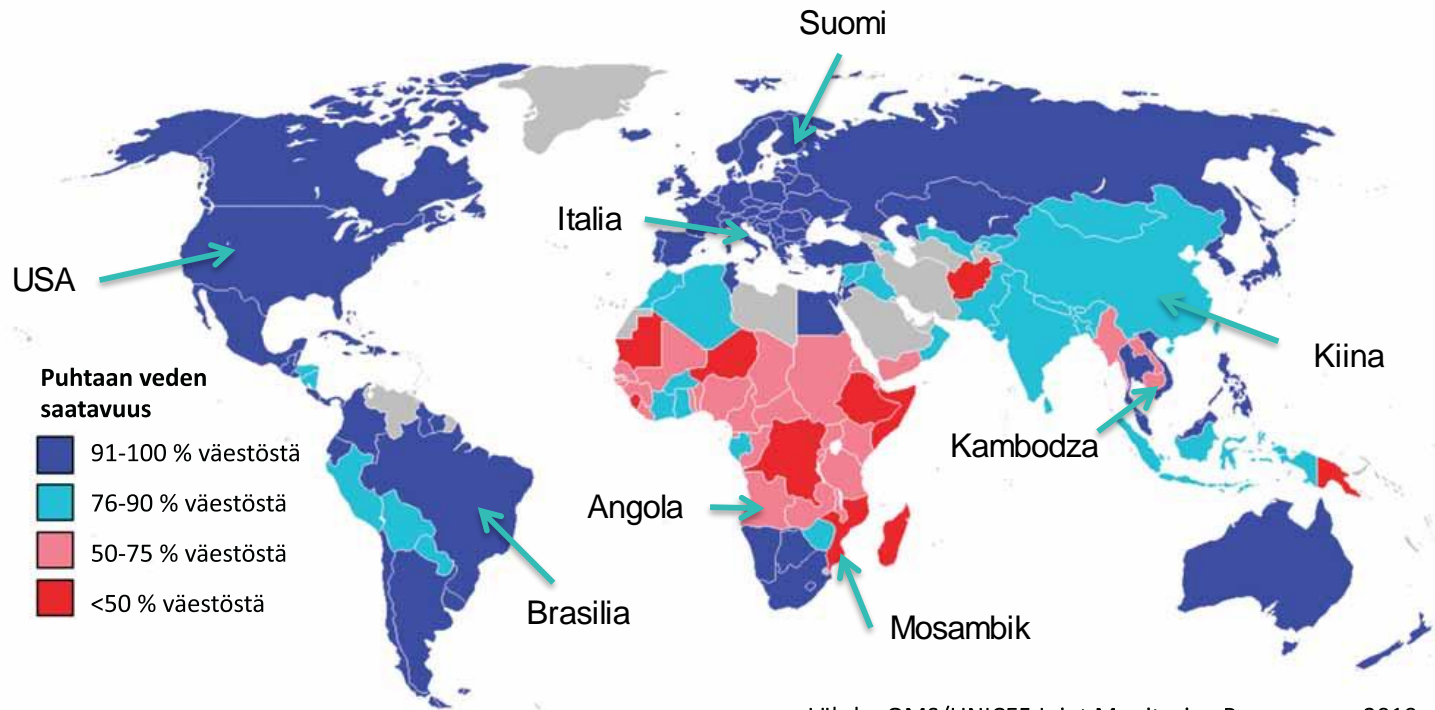 Suomi
Italia
USA
Kiina
Puhtaan veden
saatavuus
91-100 % väestöstä
76-90 % väestöstä
50-75 % väestöstä
<50 % väestöstä
Kambodza
Angola
Brasilia
Mosambik